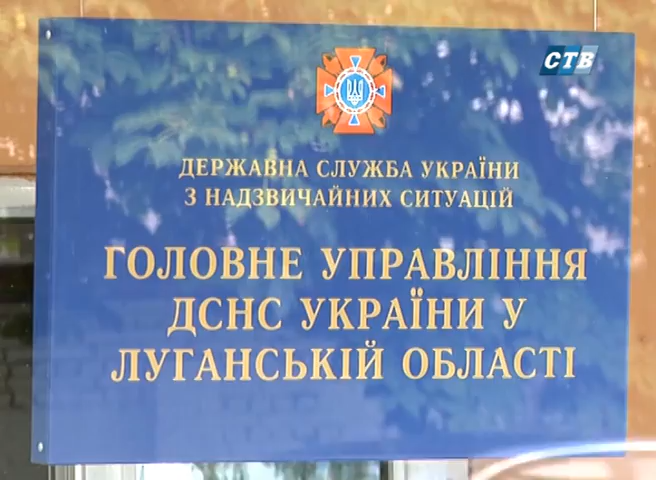 СТВ
ДЕРЖАВНА СЛУЖБА УКРАЇНИ
З НАДЗВИЧАЙНИХ СИТУАЦІЙ
ГОЛОВНЕ УПРАВЛІННЯ
ДСНС УКРАЇНИ У
ЛУГАНСЬКІЙ ОБЛАСТІ